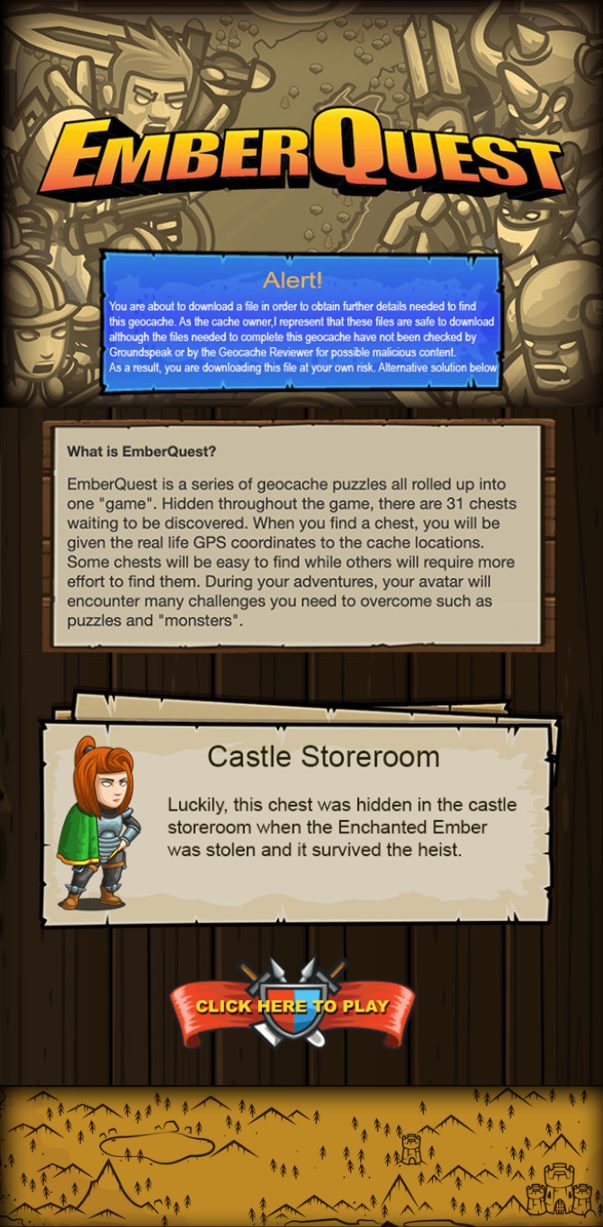 EMBERQUEST
Alert!
You are about to download a file in order to obtain further details needed to find
this geocache. As the cache owner,I represent that these files are safe to download
although the files needed to complete this geocache have not been checked by
Groundspeak or by the Geocache Reviewer for possible malicious content.
As a result, you are downloading this file at your own risk. Alternative solution below
What is EmberQuest?
EmberQuest is a series of geocache puzzles all rolled up into
one "game". Hidden throughout the game, there are 31 chests
waiting to be discovered. When you find a chest, you will be
given the real life GPS coordinates to the cache locations.
Some chests will be easy to find while others will require more
effort to find them. During your adventures, your avatar will
encounter many challenges you need to overcome such as
puzzles and "monsters".
Castle Storeroom
Luckily, this chest was hidden in the castle
storeroom when the Enchanted Ember
was stolen and it survived the heist.
CLICK HERE TO PLAY